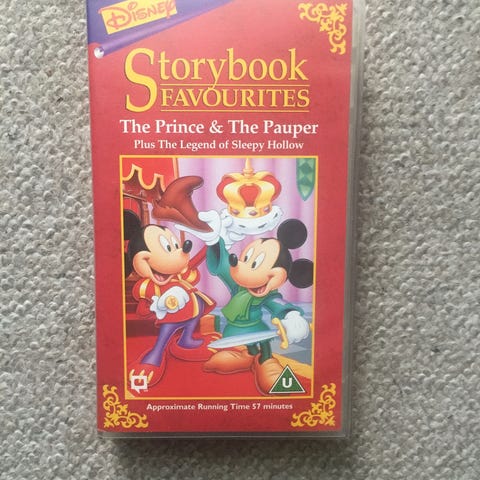 Disney
Storybook
FAVOURITES
The Prince & The Pauper
Plus The Legend of Sleepy Hollow
U
Approximate Running Time 57 minutes